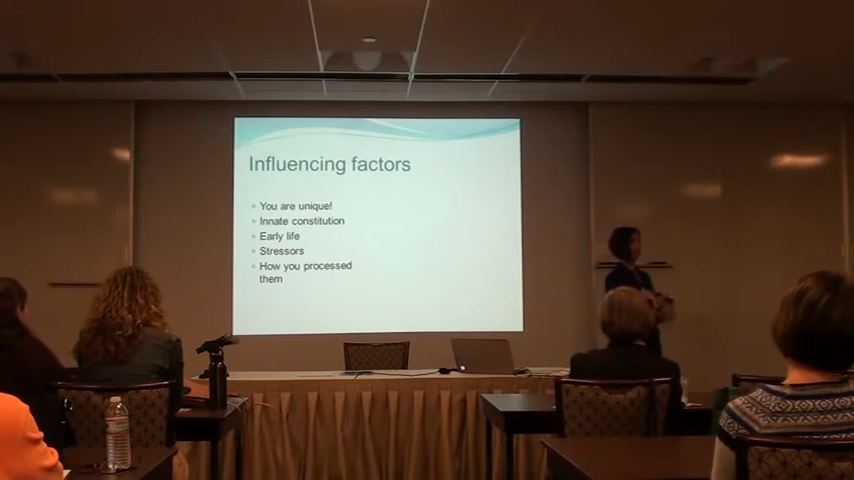 Influencing factors
You are unique!
Innate constitution
Early life
Stressors
How you processed
them